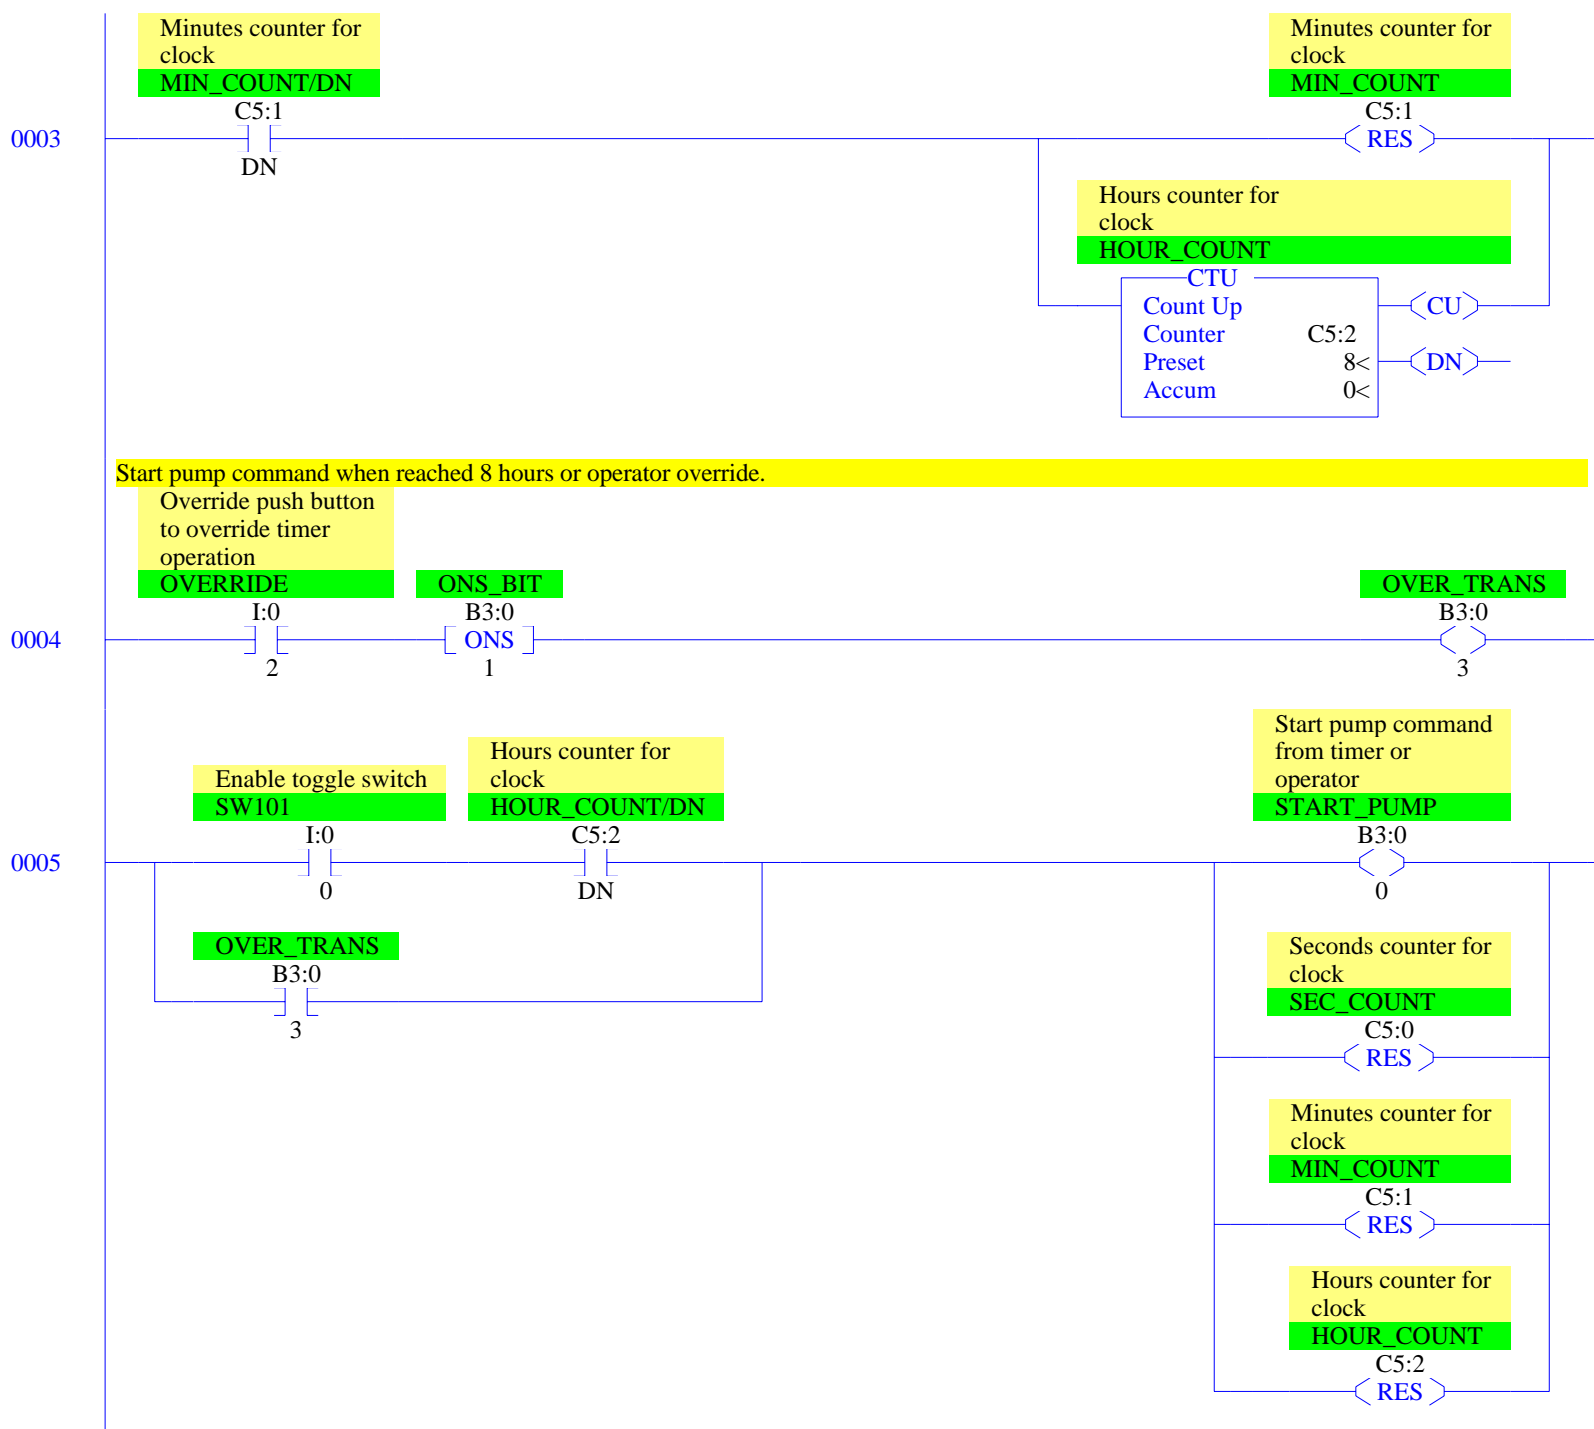 Minutes counter for
clock
MIN_COUNT/DN
C5:1
DN
Minutes counter for
clock
MIN_COUNT
C5:1
RES
0003
Hours counter for
clock
HOUR_COUNT
CTU
Count Up
Counter C5:2
Preset 8<
Accum 0<
CU
DN
Start pump command when reached 8 hours or operator override.
Override push button
to override timer
operation
OVERRIDE
I:0
2
ONS_BIT
B3:0
ONS
1
OVER_TRANS
B3:0
3
0004
Enable toggle switch
SW101
I:0
0
Hours counter for
clock
HOUR_COUNT/DN
C5:2
DN
Start pump command
from timer or
operator
START_PUMP
B3:0
0
0005
OVER_TRANS
B3:0
3
Seconds counter for
clock
SEC_COUNT
C5:0
RES
Minutes counter for
clock
MIN_COUNT
C5:1
RES
Hours counter for
clock
HOUR_COUNT
C5:2
RES